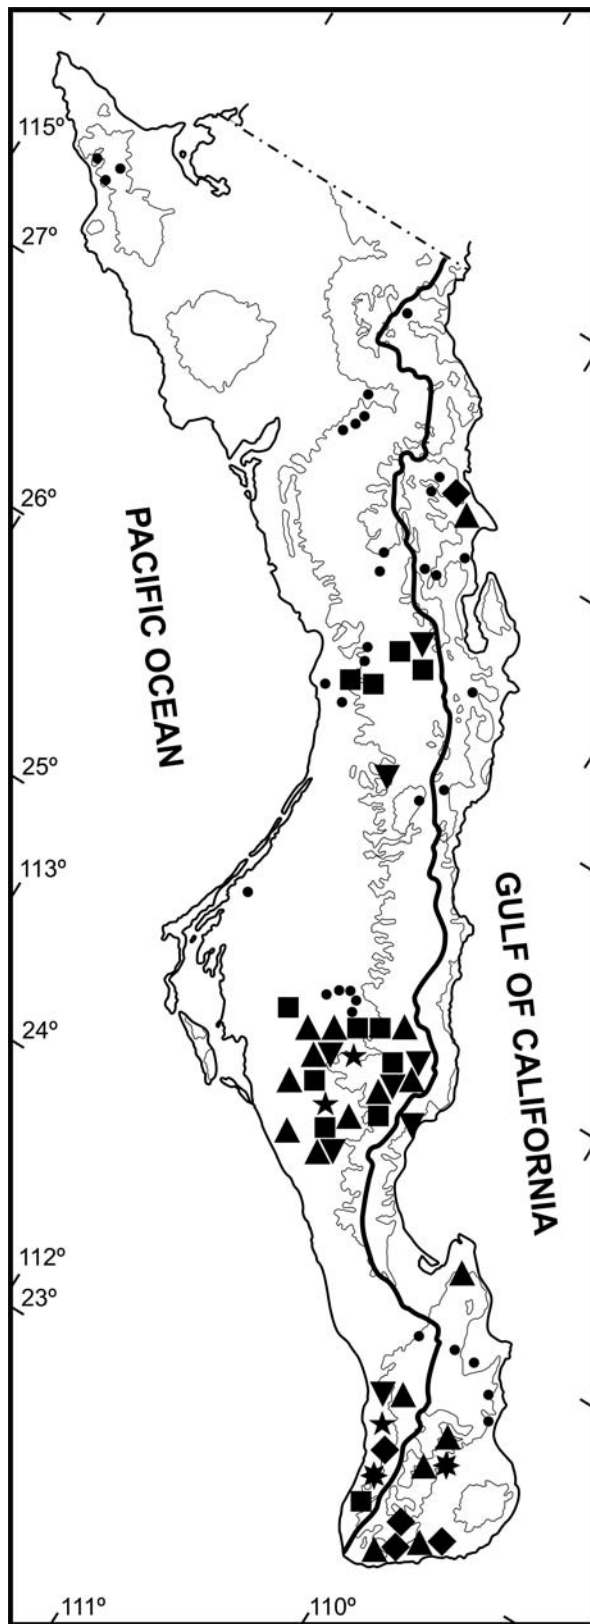 115º
27º
26º
PACIFIC OCEAN
25º
113º
GULF OF CALIFORNIA
24º
112º
23º
111º
110º